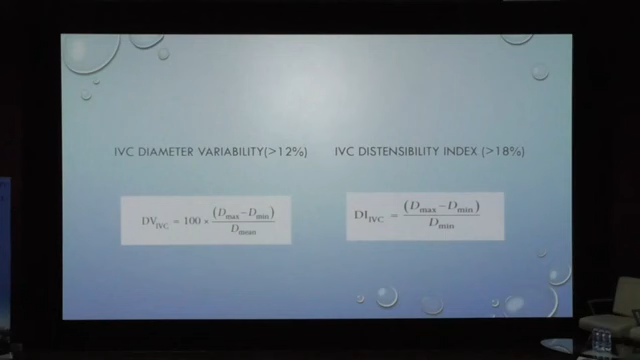 IVC DIAMETER VARIABILITY(>12%)
IVC DISTENSIBILITY INDEX (>18%)
DV_IVC = 100 × (D_max − D_min) / D_mean
DI_IVC = (D_max − D_min) / D_min